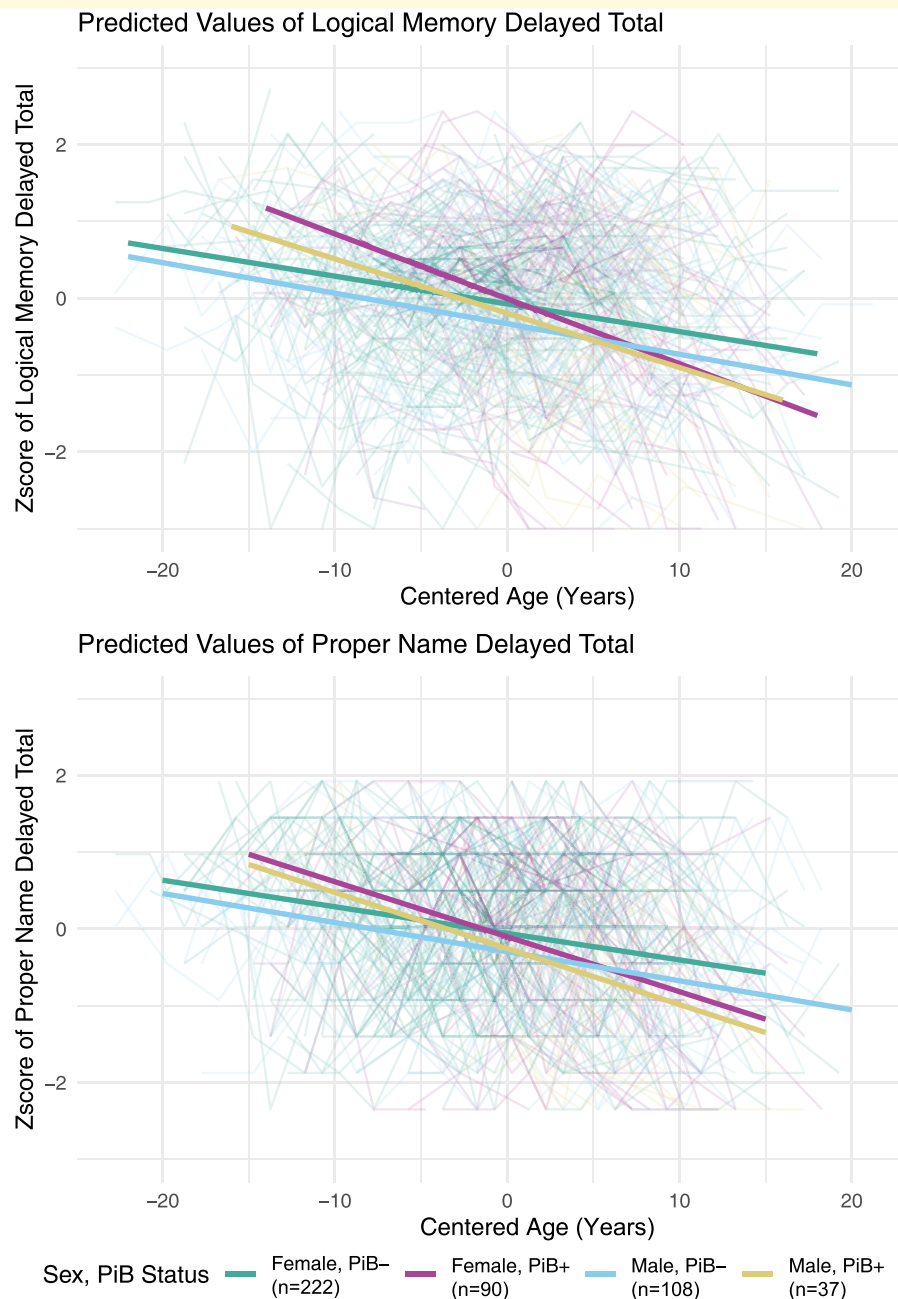 Predicted Values of Logical Memory Delayed Total
Zscore of Logical Memory Delayed Total
2
0
−2
−20
−10
0
10
20
Centered Age (Years)
Predicted Values of Proper Name Delayed Total
Zscore of Proper Name Delayed Total
2
0
−2
−20
−10
0
10
20
Centered Age (Years)
Sex, PiB Status
Female, PiB−
(n=222)
Female, PiB+
(n=90)
Male, PiB−
(n=108)
Male, PiB+
(n=37)